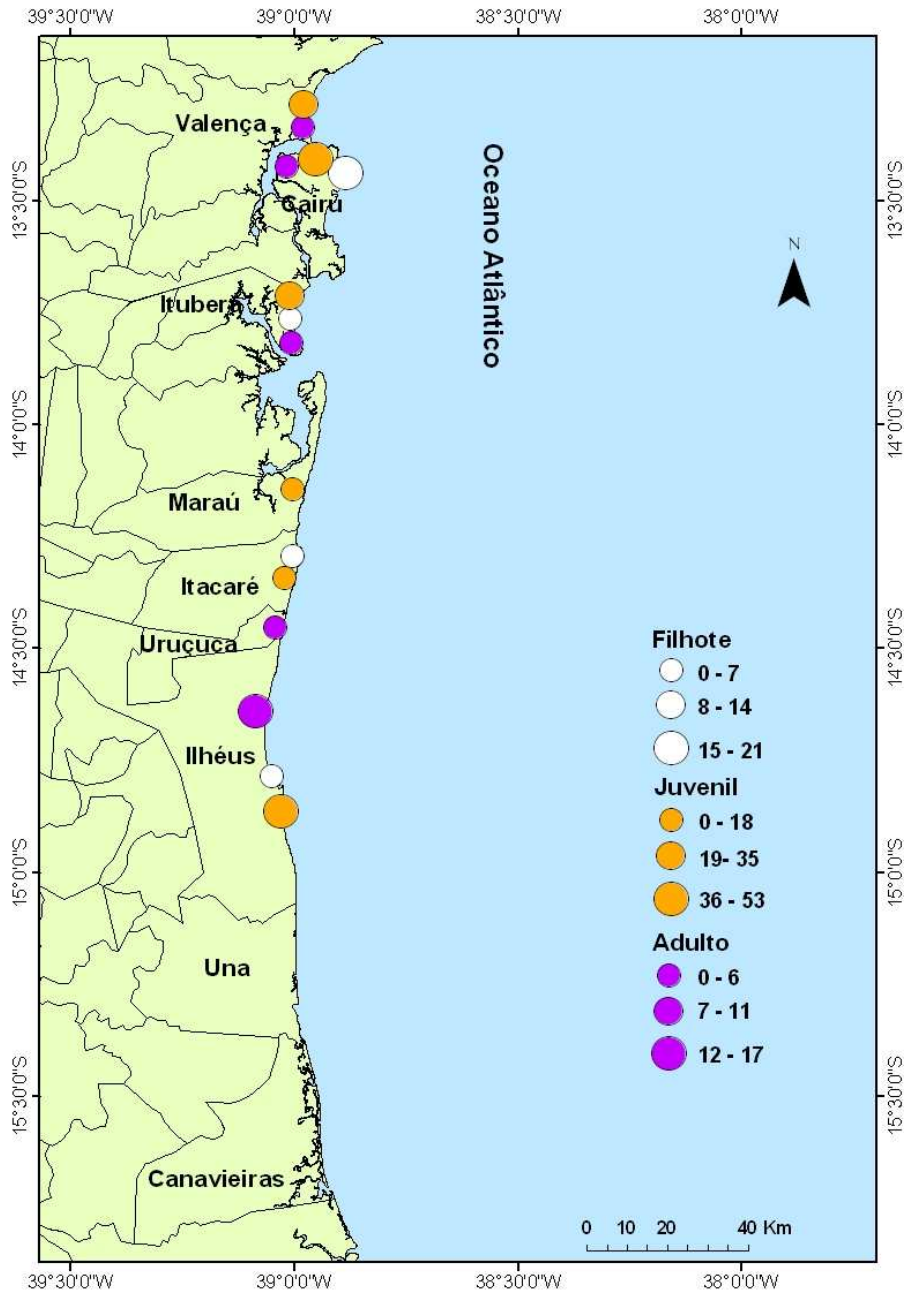 39°30'0"W 39°0'0"W 38°30'0"W 38°0'0"W
Valença
Cairú
13°30'0"S 13°30'0"S
Oceano Atlântico
N
Ituberá
14°0'0"S 14°0'0"S
Maraú
Itacaré
Uruçuca
14°30'0"S 14°30'0"S
Ilhéus
Filhote
0 - 7
8 - 14
15 - 21
Juvenil
0 - 18
19- 35
36 - 53
15°0'0"S 15°0'0"S
Adulto
0 - 6
7 - 11
12 - 17
Una
15°30'0"S 15°30'0"S
Canavieiras
0 10 20 40 Km
39°30'0"W 39°0'0"W 38°30'0"W 38°0'0"W